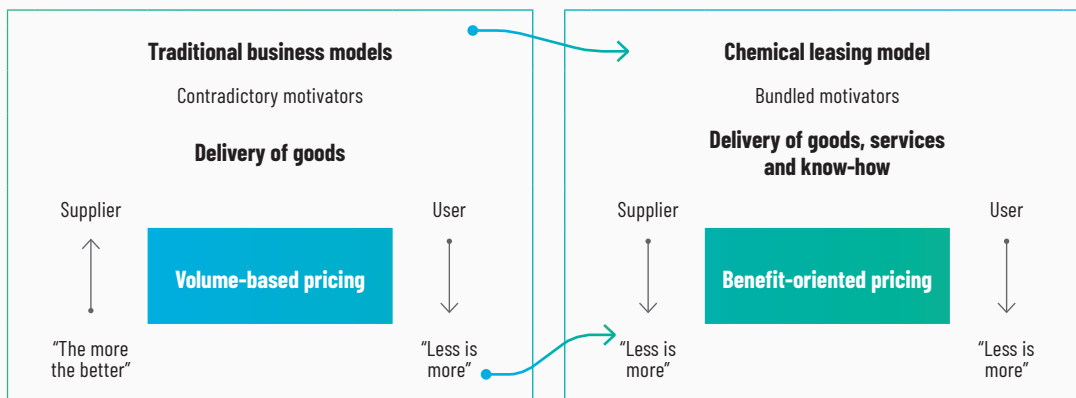 Traditional business models
Contradictory motivators
Delivery of goods
Supplier
User
Volume-based pricing
“The more
the better”
“Less is
more”
Chemical leasing model
Bundled motivators
Delivery of goods, services
and know-how
Supplier
User
Benefit-oriented pricing
“Less is
more”
“Less is
more”